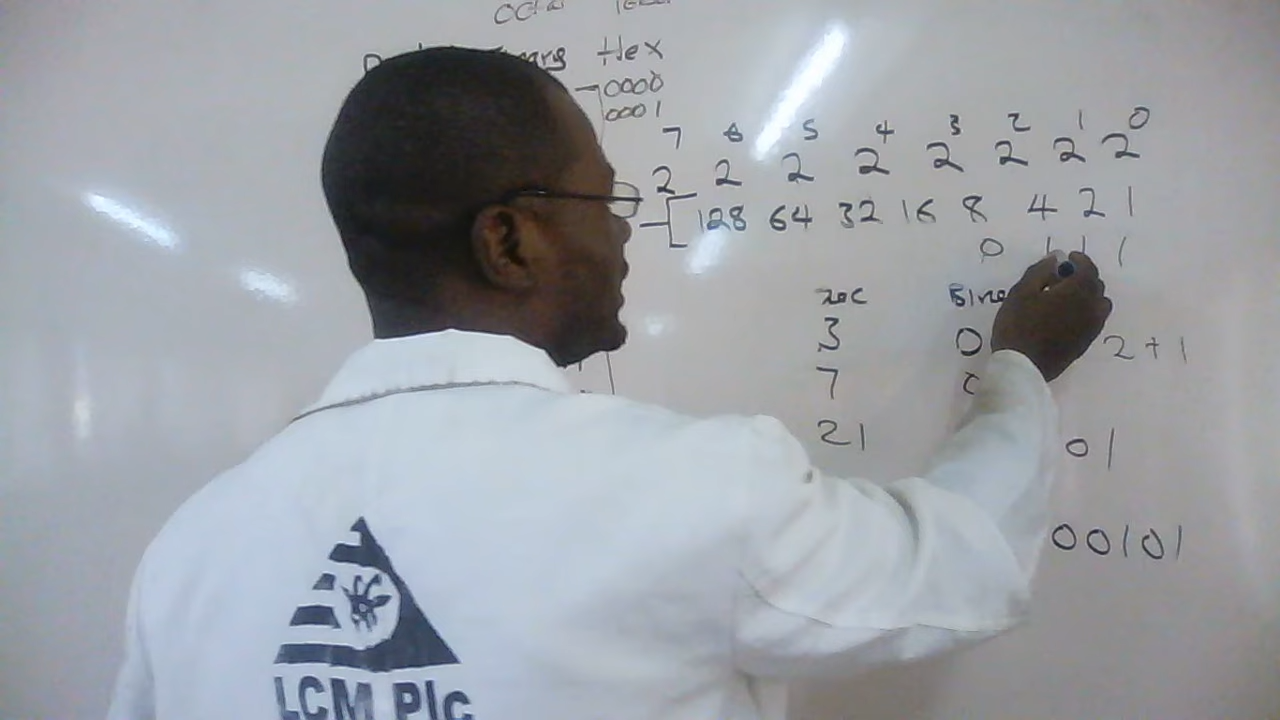 Hex
0000
0001
7 6 5 4 3 2 1 0
2 2 2 2 2 2 2 2
128 64 32 16 8 4 2 1
0 1 1 1
3 0 2 + 1
7
21 01
00101
LCM Plc